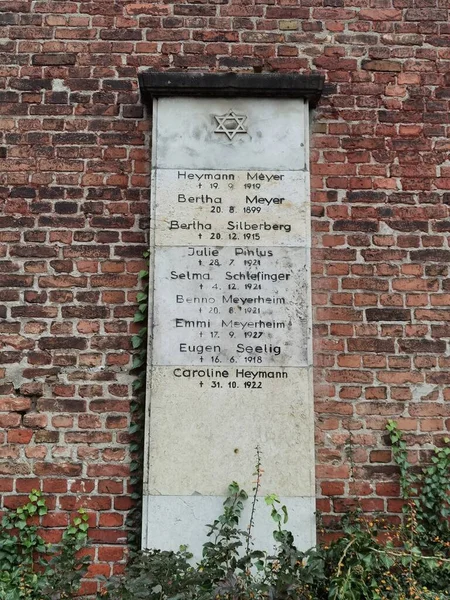 Heymann Meyer
† 19. 9. 1919
Bertha Meyer
† 20. 8. 1899
Bertha Silberberg
† 20. 12. 1915
Julie Pinkus
† 28. 7. 1921
Selma Schlesinger
† 4. 12. 1921
Benno Meyerheim
† 20. 8. 1921
Emmi Meyerheim
† 17. 9. 1927
Eugen Seelig
† 16. 6. 1918
Caroline Heymann
† 31. 10. 1922